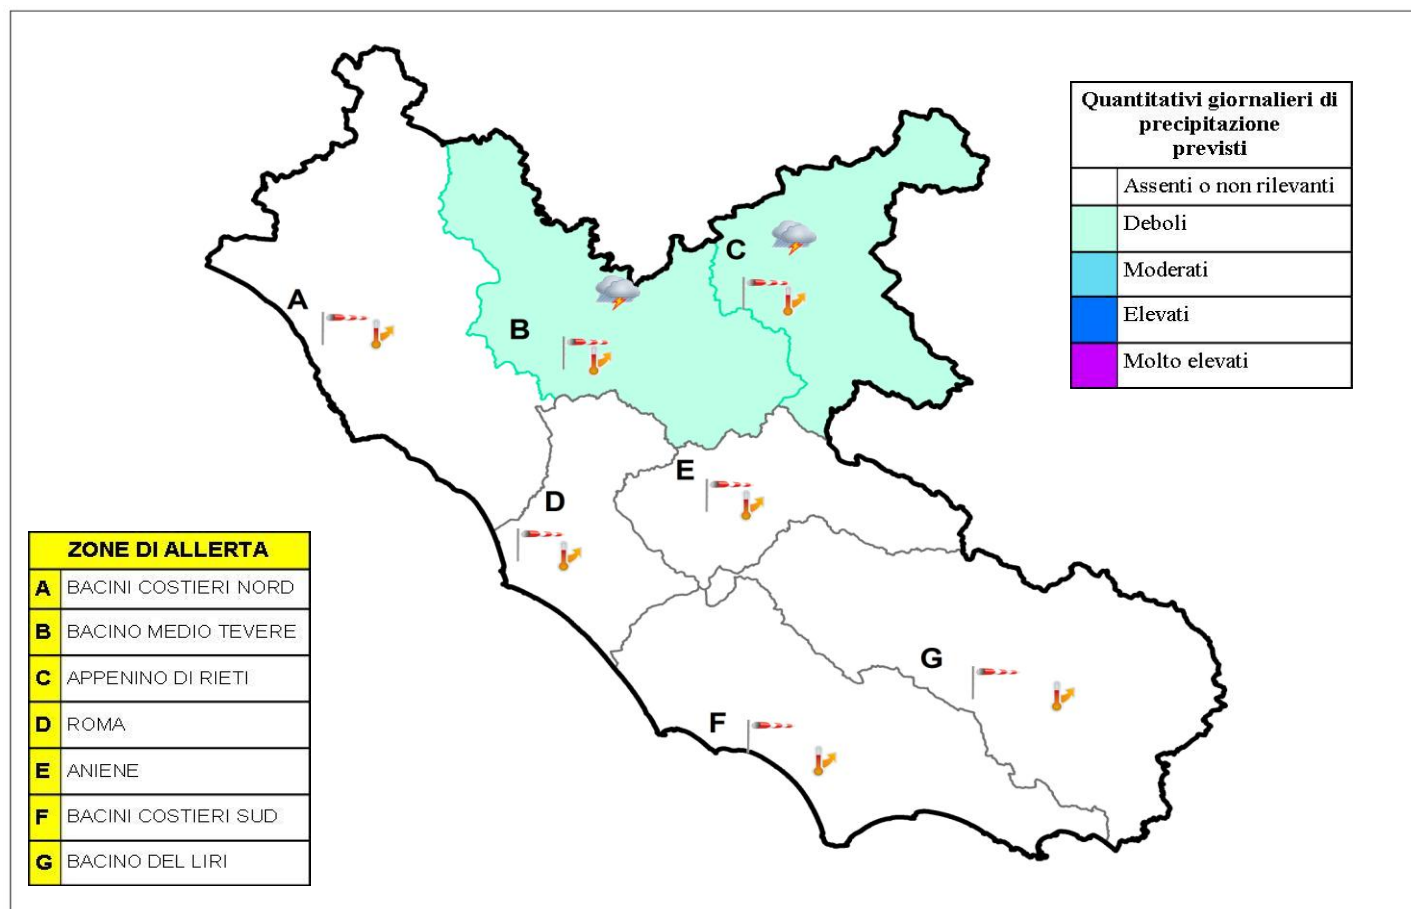 Quantitativi giornalieri di
precipitazione
previsti
Assenti o non rilevanti
Deboli
Moderati
Elevati
Molto elevati
C
A
B
E
D
G
F
ZONE DI ALLERTA
A BACINI COSTIERI NORD
B BACINO MEDIO TEVERE
C APPENINO DI RIETI
D ROMA
E ANIENE
F BACINI COSTIERI SUD
G BACINO DEL LIRI